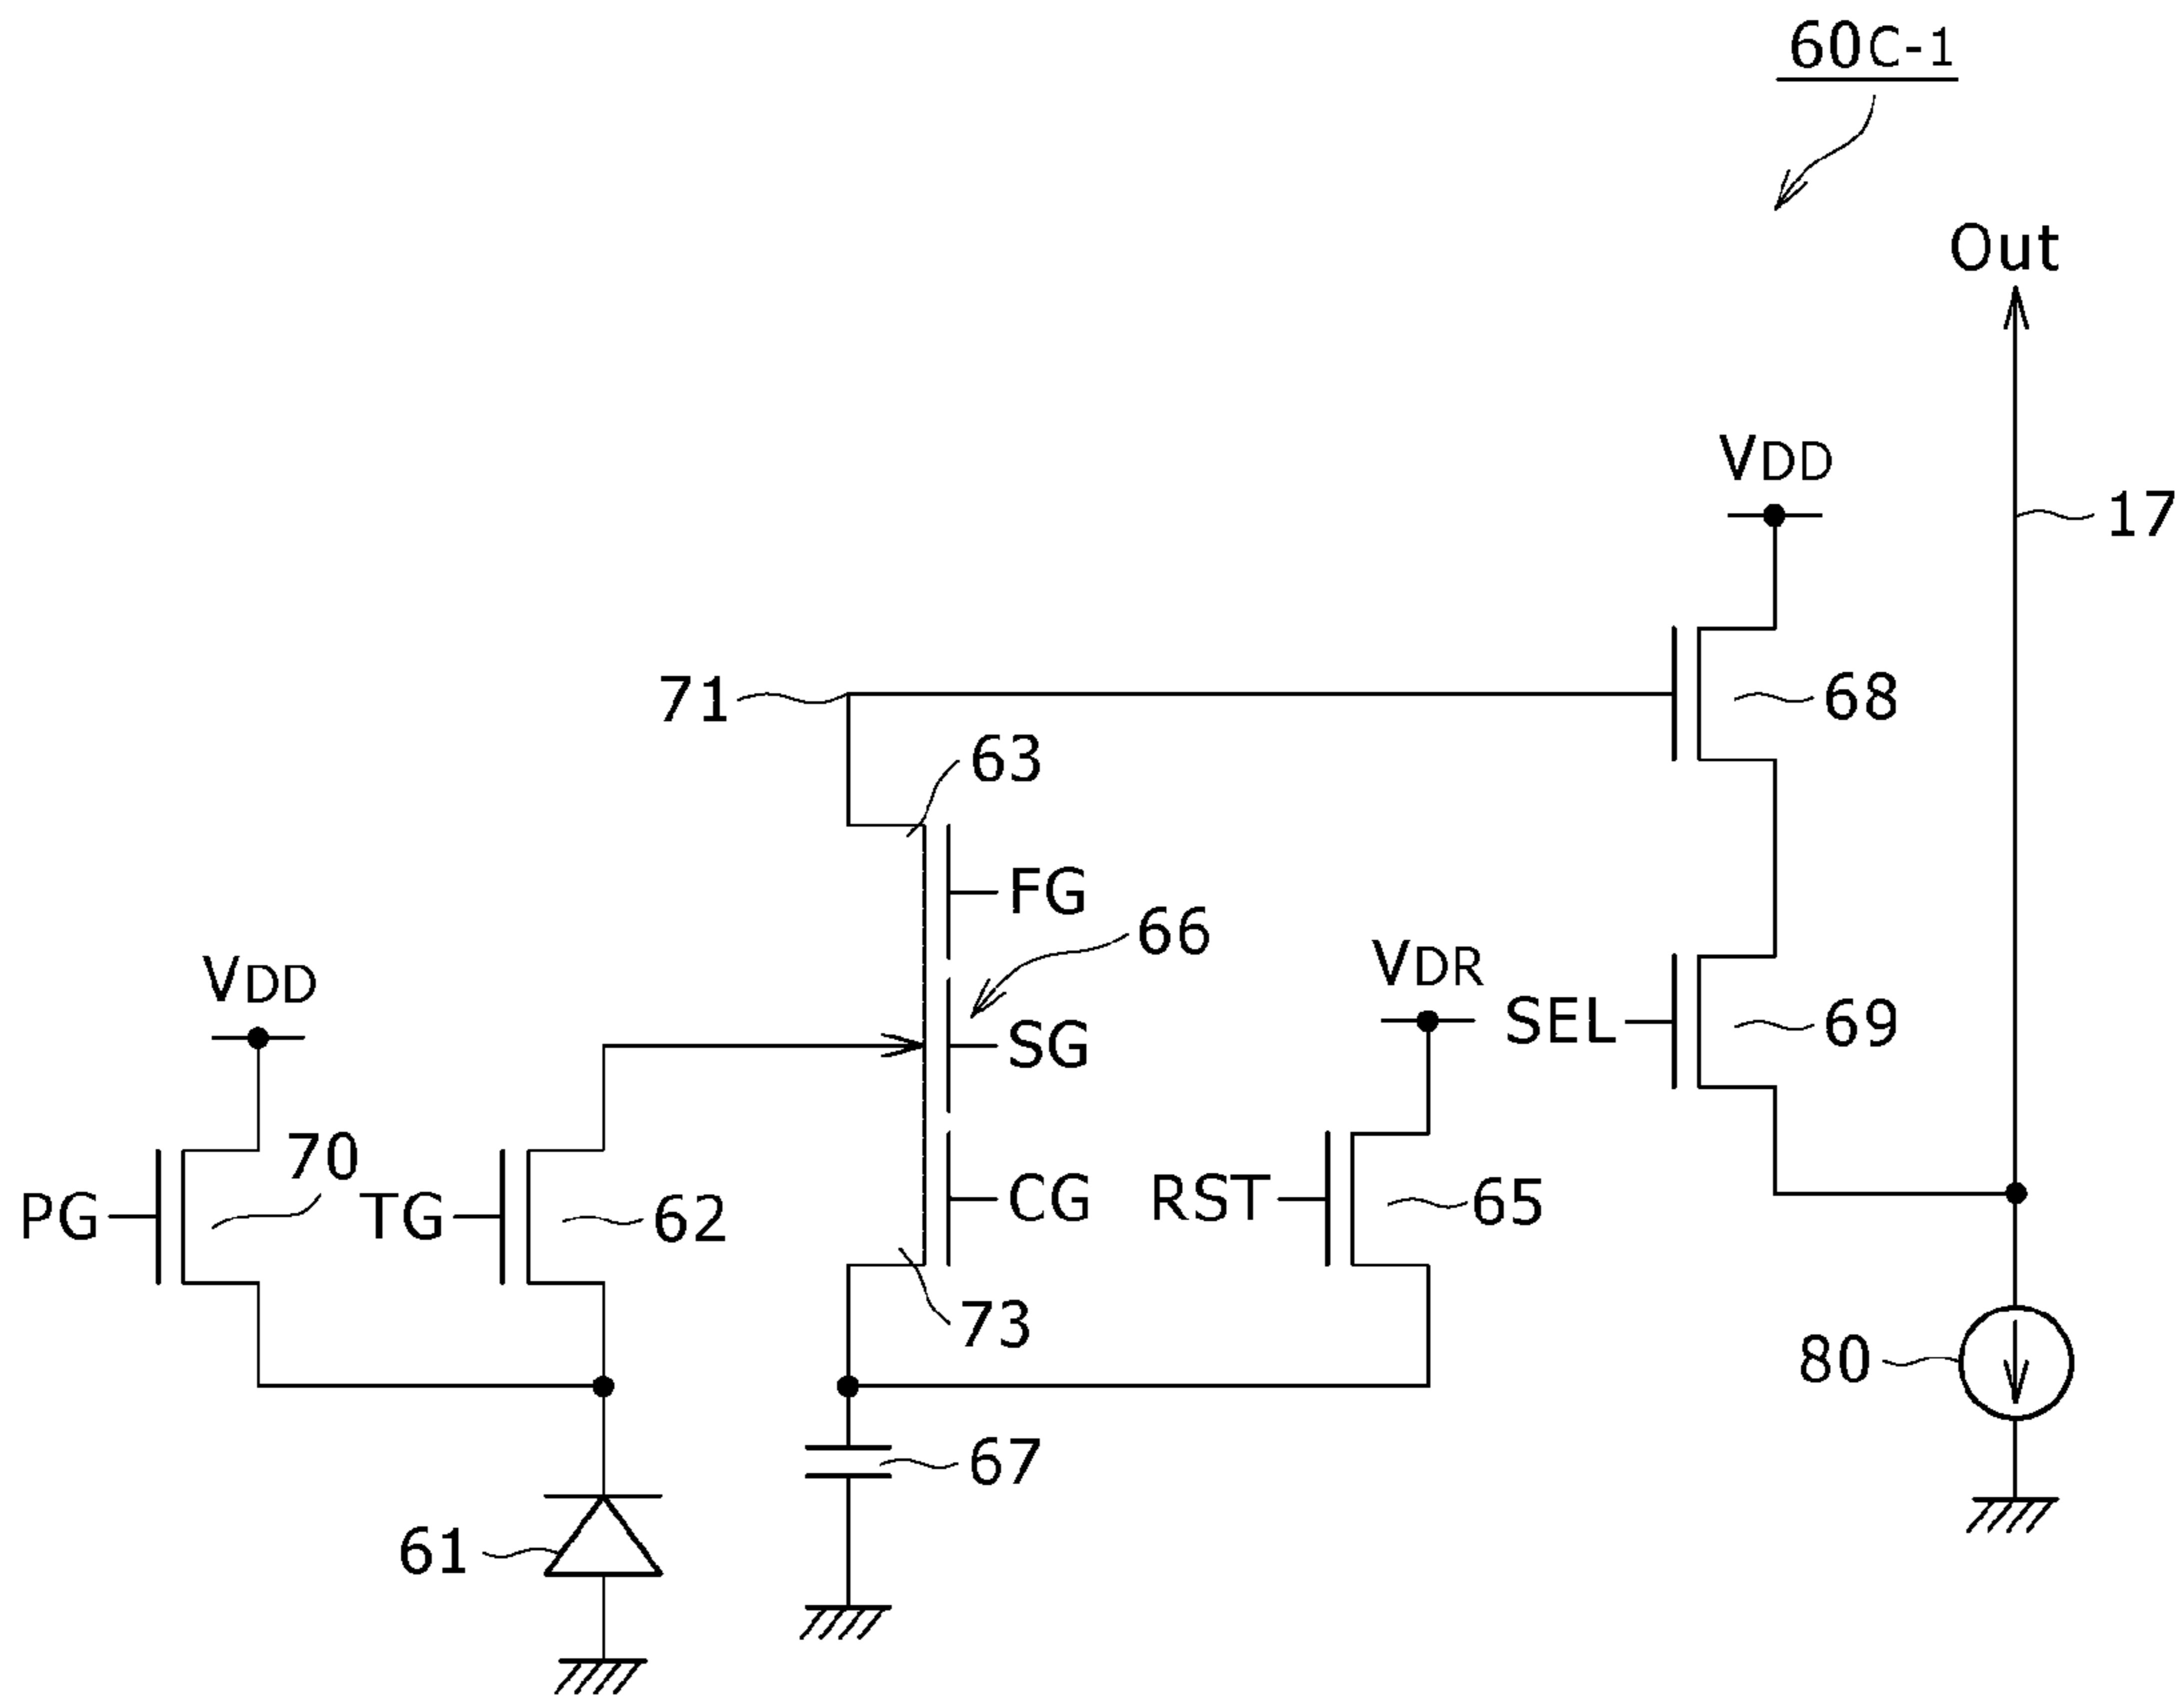 60C-1
Out
VDD
17
71
68
63
FG
66
VDR
VDD
SEL
69
SG
70
PG
TG
62
CG
RST
65
73
80
67
61